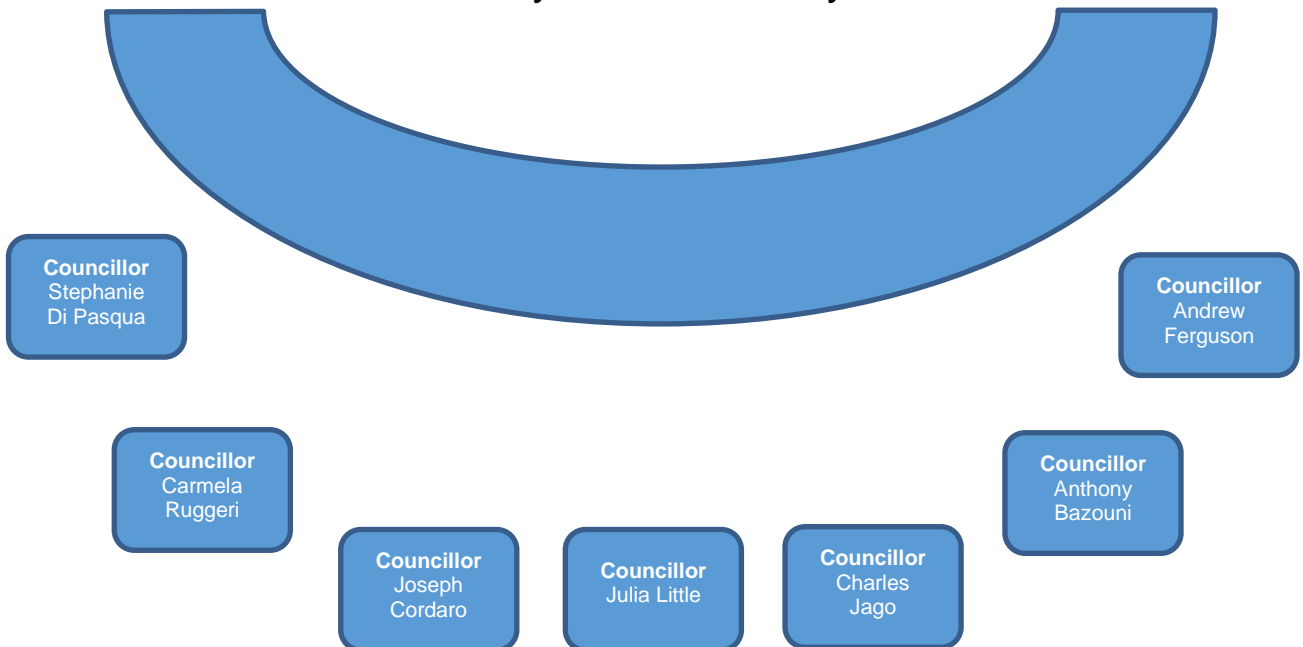 Councillor
Stephanie
Di Pasqua
Councillor
Andrew
Ferguson
Councillor
Carmela
Ruggeri
Councillor
Anthony
Bazouni
Councillor
Joseph
Cordaro
Councillor
Julia Little
Councillor
Charles
Jago